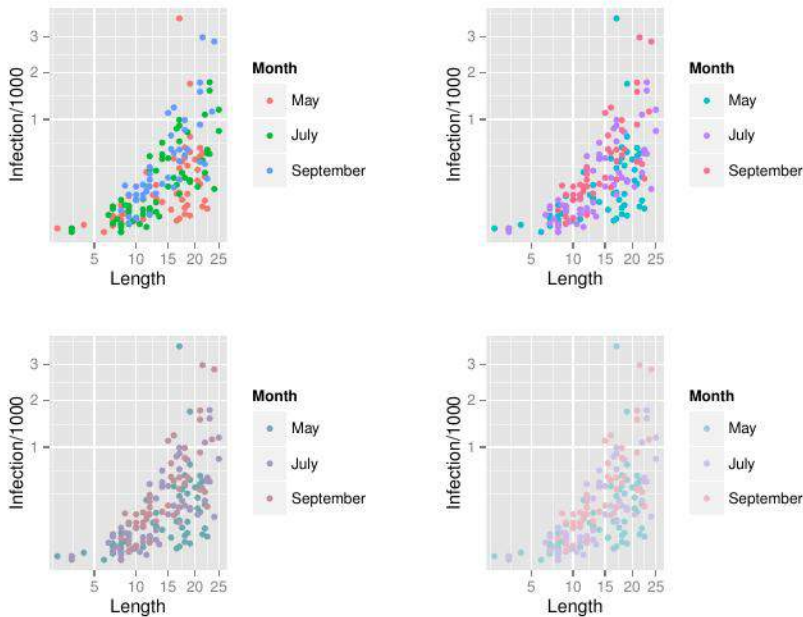 3
2
1
Infection/1000
5 10 15 20 25
Length
Month
May
July
September
3
2
1
Infection/1000
5 10 15 20 25
Length
Month
May
July
September
3
2
1
Infection/1000
5 10 15 20 25
Length
Month
May
July
September
3
2
1
Infection/1000
5 10 15 20 25
Length
Month
May
July
September